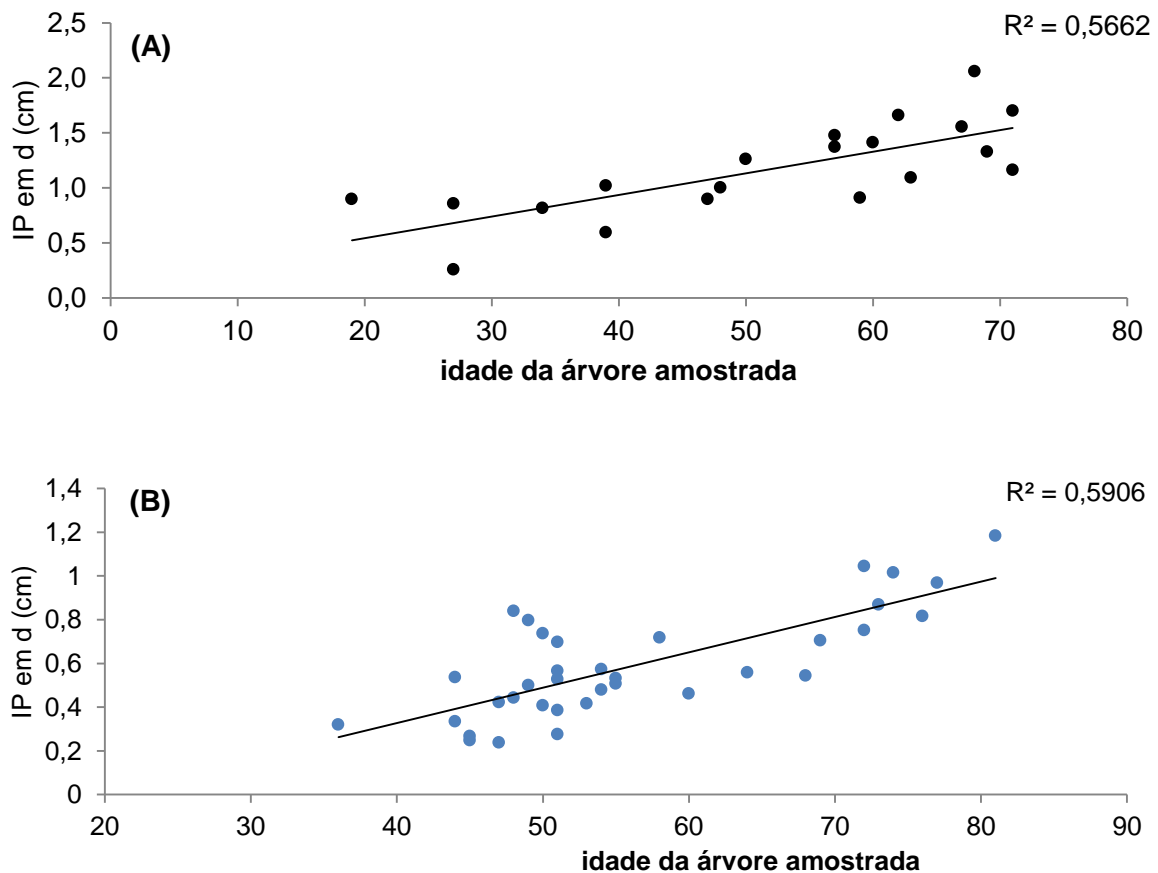 (A)
R² = 0,5662
IP em d (cm)
2,5
2,0
1,5
1,0
0,5
0,0
0 10 20 30 40 50 60 70 80
idade da árvore amostrada
(B)
R² = 0,5906
IP em d (cm)
1,4
1,2
1
0,8
0,6
0,4
0,2
0
20 30 40 50 60 70 80 90
idade da árvore amostrada